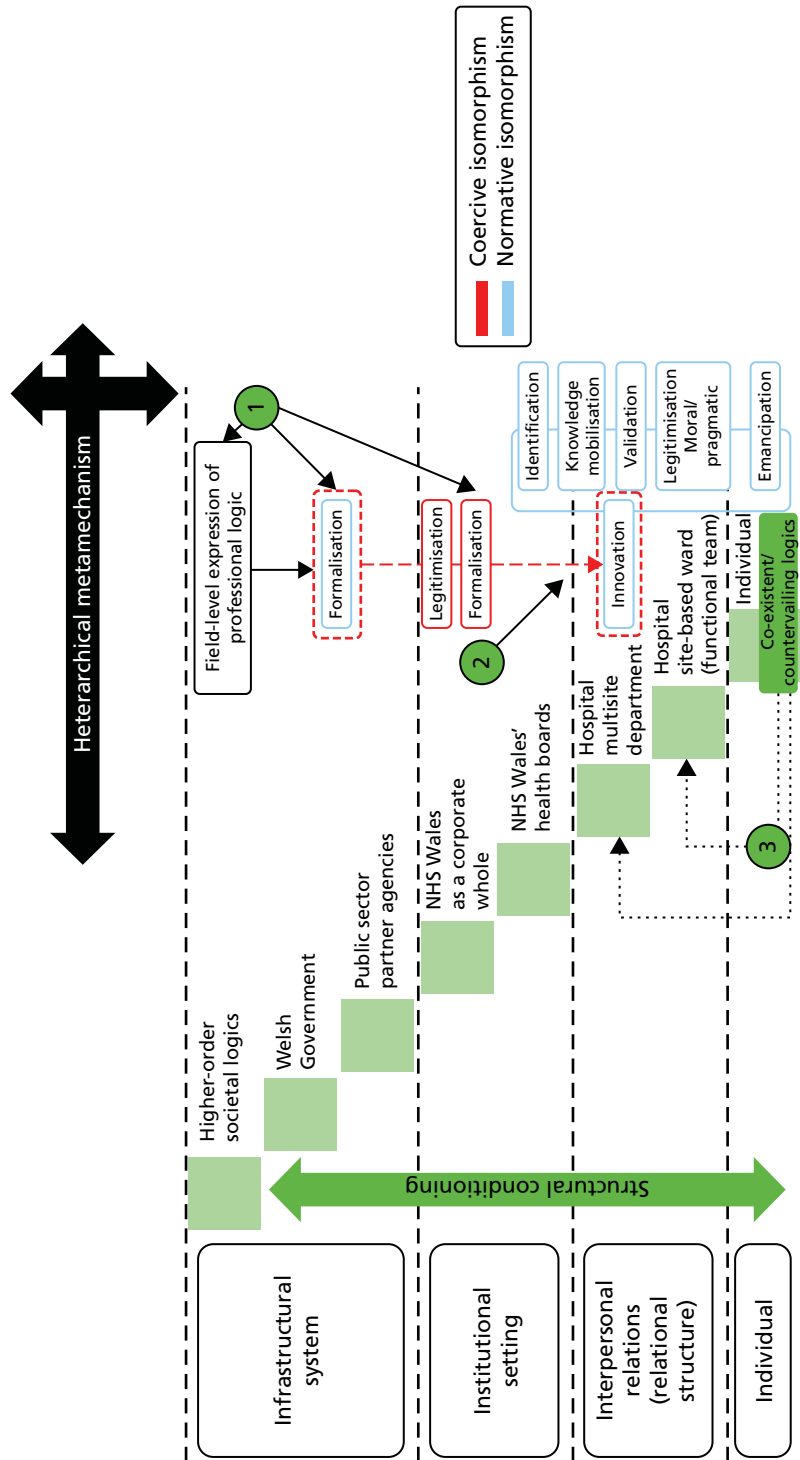 Heterarchical metamechanism
Infrastructural
system
Institutional
setting
Interpersonal
relations
(relational
structure)
Individual
Structural conditioning
Higher-order
societal logics
Welsh
Government
Public sector
partner agencies
NHS Wales
as a corporate
whole
NHS Wales'
health boards
Hospital
multisite
department
Hospital
site-based ward
(functional team)
Individual
Co-existent/
countervailing logics
Field-level expression of
professional logic
1
Formalisation
Legitimisation
Formalisation
2
Innovation
3
Identification
Knowledge
mobilisation
Validation
Legitimisation
Moral/
pragmatic
Emancipation
Coercive isomorphism
Normative isomorphism